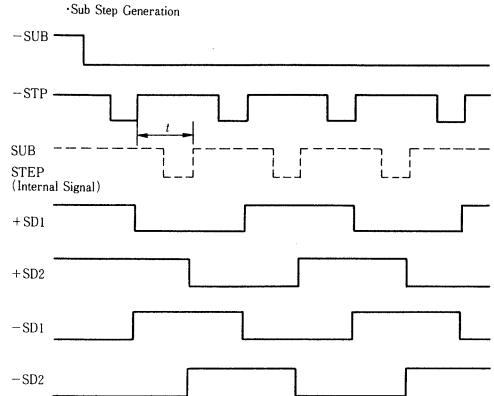 ·Sub Step Generation
−SUB
−STP
t
SUB
STEP
(Internal Signal)
+SD1
+SD2
−SD1
−SD2